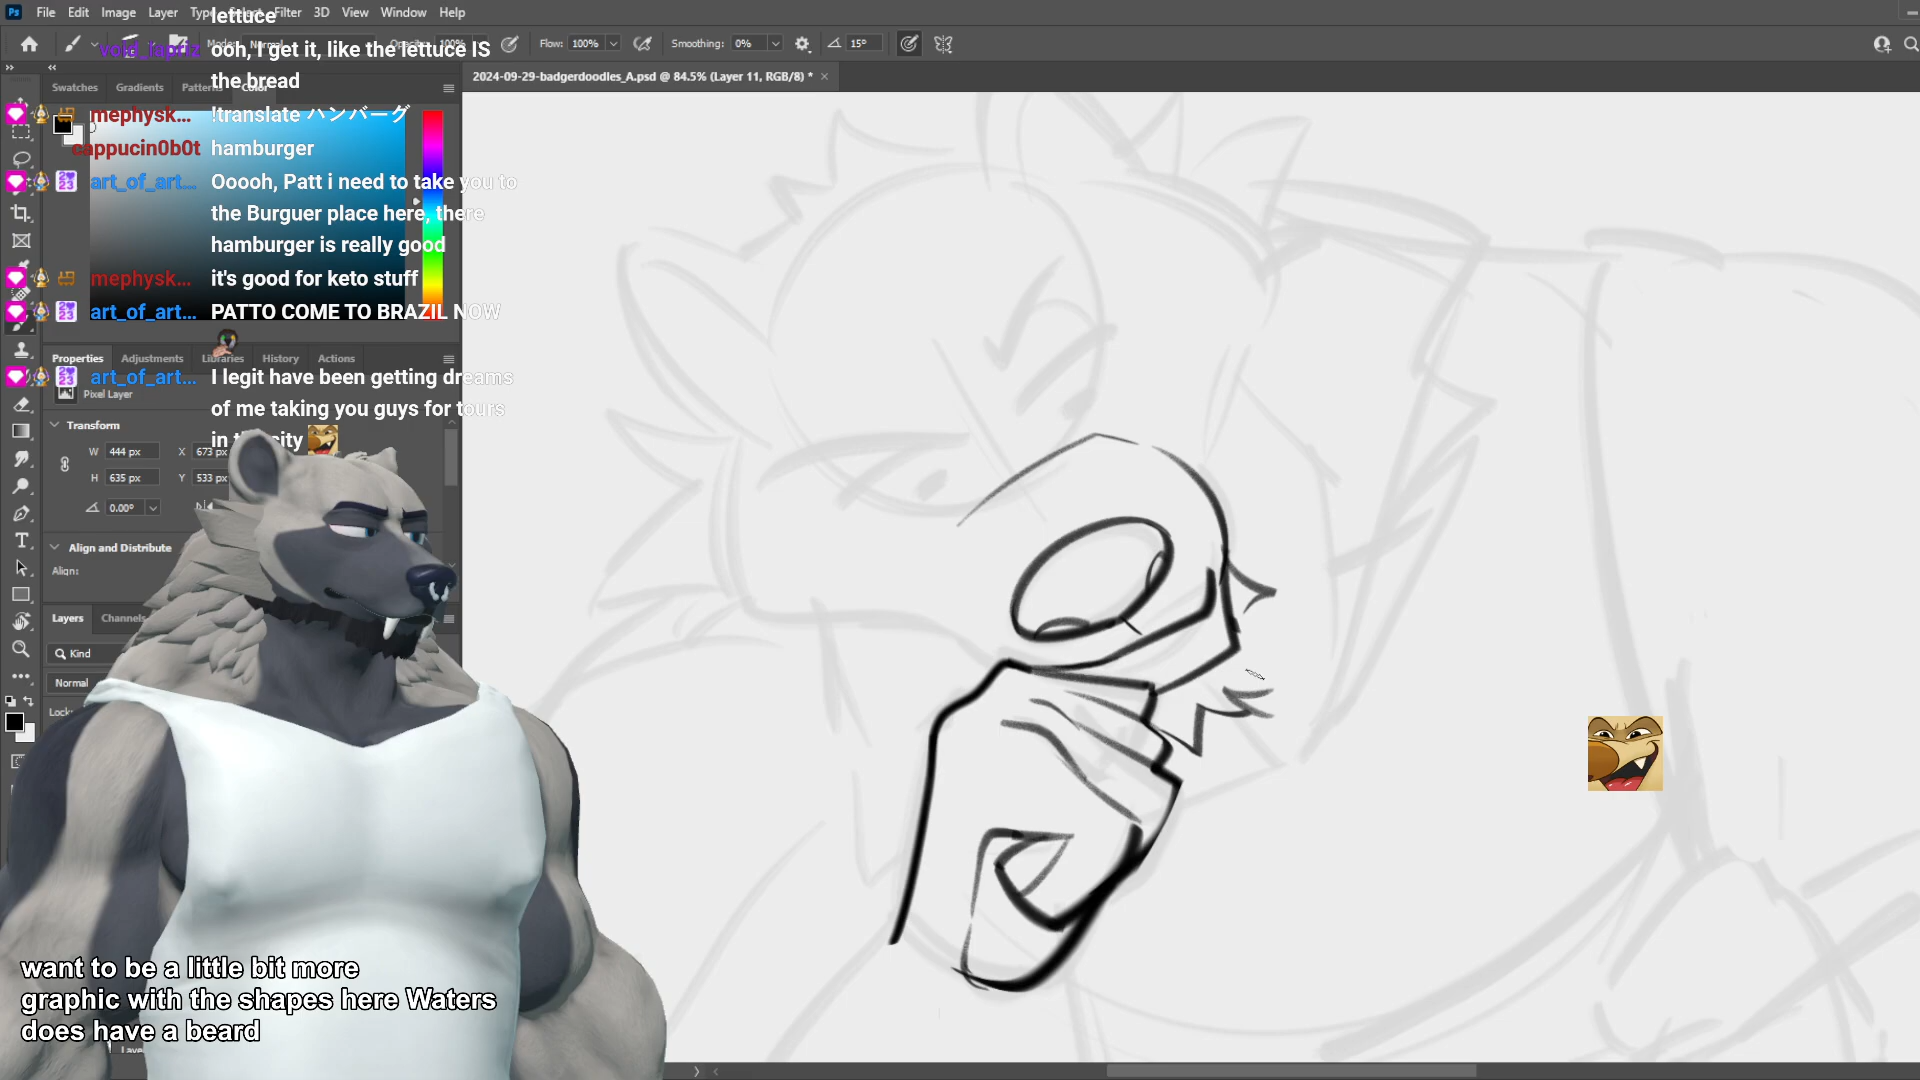 File Edit Image Layer Type Filter 3D View Window Help
lettuce
Flow: 100% Smoothing: 0% 15°
ooh, I get it, like the lettuce IS
the bread
2024-09-29-badgerdoodles_A.psd @ 84.5% (Layer 11, RGB/8) *
Swatches Gradients
mephysk... !translate ハンバーグ
cappucin0b0t hamburger
art_of_art... Ooooh, Patt i need to take you to
the Burguer place here, there
hamburger is really good
mephysk... it's good for keto stuff
art_of_art... PATTO COME TO BRAZIL NOW
Properties Adjustments Libraries History Actions
art_of_art... I legit have been getting dreams
of me taking you guys for tours
Pixel Layer
Transform
W 444 px X 673 px
H 635 px Y 533 px
0.00°
Align and Distribute
Align:
Layers Channels
Kind
Normal
want to be a little bit more
graphic with the shapes here Waters
does have a beard